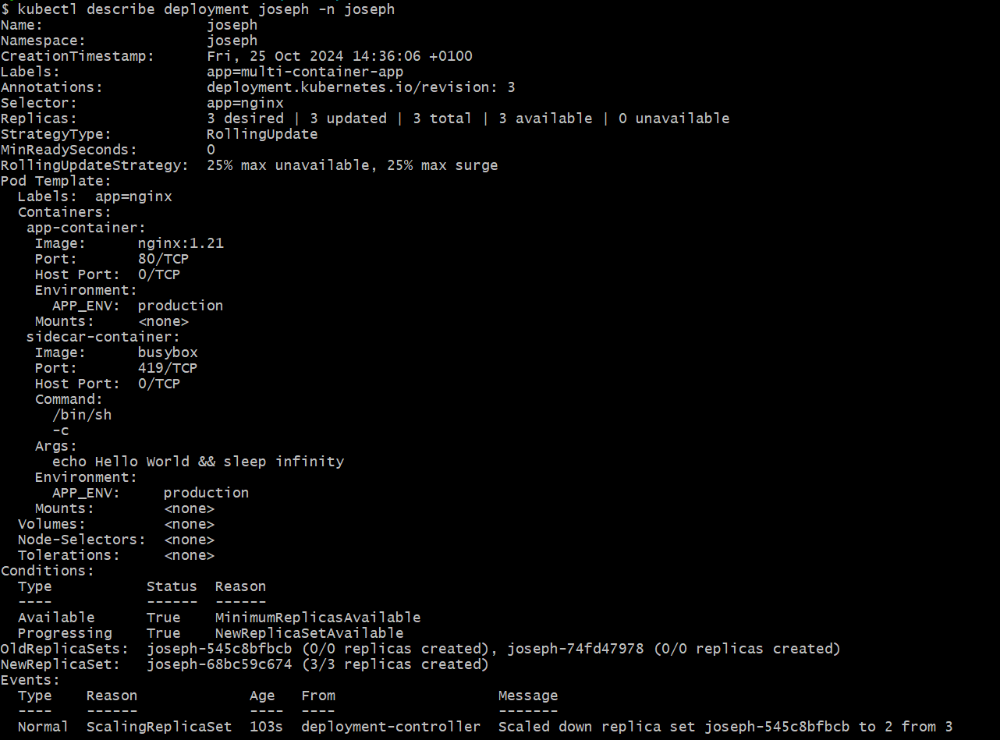 $ kubectl describe deployment joseph -n joseph
Name:                   joseph
Namespace:              joseph
CreationTimestamp:      Fri, 25 Oct 2024 14:36:06 +0100
Labels:                 app=multi-container-app
Annotations:            deployment.kubernetes.io/revision: 3
Selector:               app=nginx
Replicas:               3 desired | 3 updated | 3 total | 3 available | 0 unavailable
StrategyType:           RollingUpdate
MinReadySeconds:        0
RollingUpdateStrategy:  25% max unavailable, 25% max surge
Pod Template:
  Labels:  app=nginx
  Containers:
   app-container:
    Image:      nginx:1.21
    Port:       80/TCP
    Host Port:  0/TCP
    Environment:
      APP_ENV:  production
    Mounts:     <none>
   sidecar-container:
    Image:      busybox
    Port:       419/TCP
    Host Port:  0/TCP
    Command:
      /bin/sh
      -c
    Args:
      echo Hello World && sleep infinity
    Environment:
      APP_ENV:     production
    Mounts:        <none>
  Volumes:         <none>
  Node-Selectors:  <none>
  Tolerations:     <none>
Conditions:
  Type           Status  Reason
  ----           ------  ------
  Available      True    MinimumReplicasAvailable
  Progressing    True    NewReplicaSetAvailable
OldReplicaSets:  joseph-545c8bfbcb (0/0 replicas created), joseph-74fd47978 (0/0 replicas created)
NewReplicaSet:   joseph-68bc59c674 (3/3 replicas created)
Events:
  Type    Reason             Age   From                   Message
  ----    ------             ----  ----                   -------
  Normal  ScalingReplicaSet  103s  deployment-controller  Scaled down replica set joseph-545c8bfbcb to 2 from 3